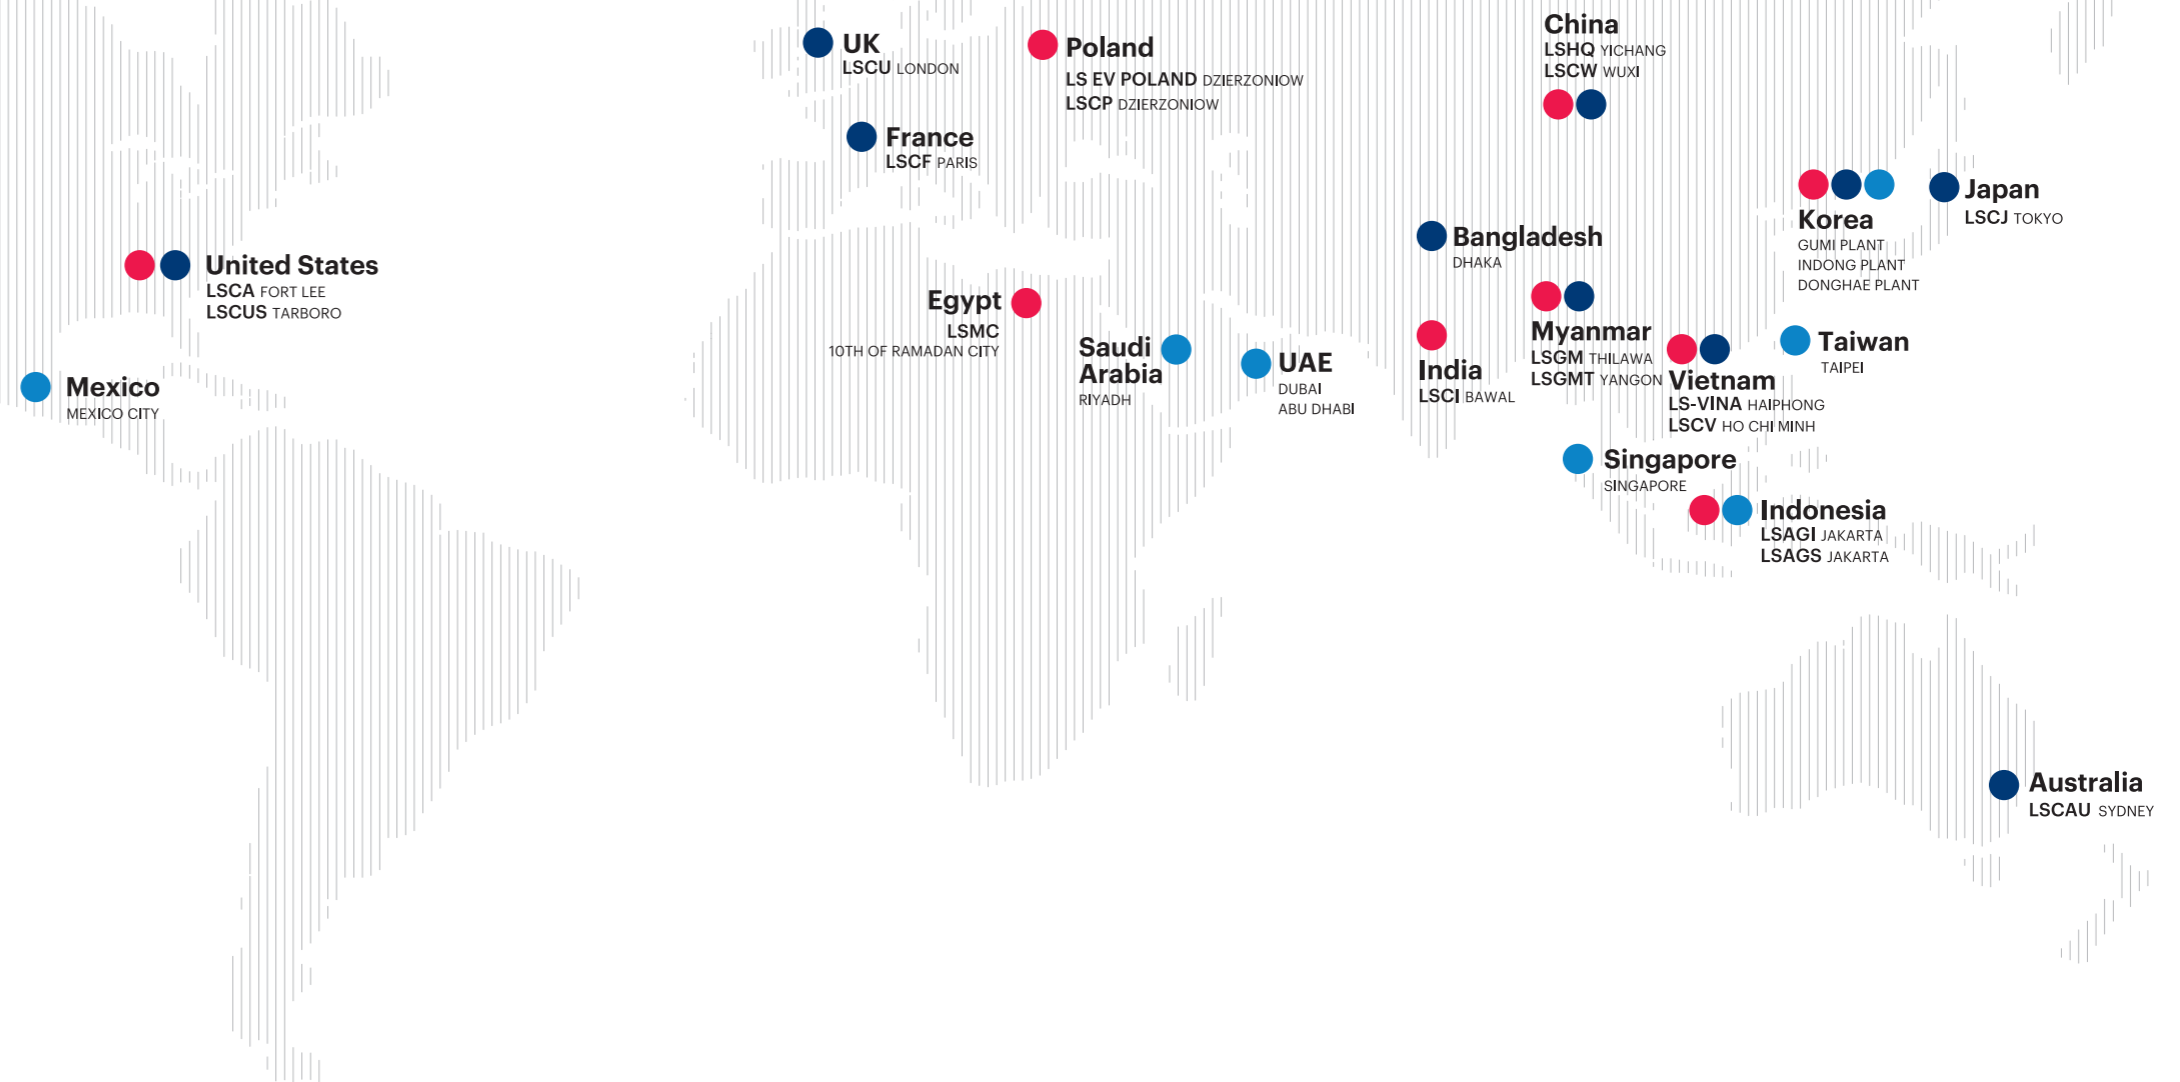 China
LSHQ YICHANG
LSCW WUXI
UK
LSCU LONDON
Poland
LS EV POLAND DZIERZONIOW
LSCP DZIERZONIOW
France
LSCF PARIS
Japan
LSCJ TOKYO
Korea
GUMI PLANT
INDONG PLANT
DONGHAE PLANT
Bangladesh
DHAKA
United States
LSCA FORT LEE
LSCUS TARBORO
Egypt
LSMC
10TH OF RAMADAN CITY
Myanmar
LSGM THILAWA
LSGMT YANGON
Taiwan
TAIPEI
Saudi
Arabia
RIYADH
UAE
DUBAI
ABU DHABI
India
LSCI BAWAL
Vietnam
LS-VINA HAIPHONG
LSCV HO CHI MINH
Mexico
MEXICO CITY
Singapore
SINGAPORE
Indonesia
LSAGI JAKARTA
LSAGS JAKARTA
Australia
LSCAU SYDNEY